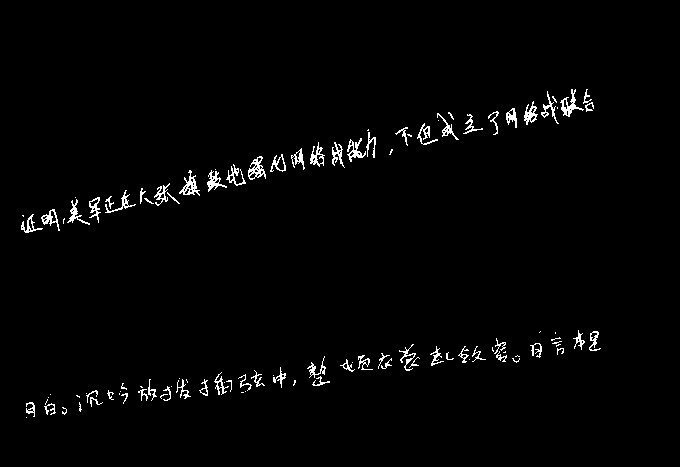 证明,美军正在大张旗鼓地强化网络战能力,不但成立了网络战联合
月白。沉吟放拨插弦中,整顿衣裳起敛容。自言本是